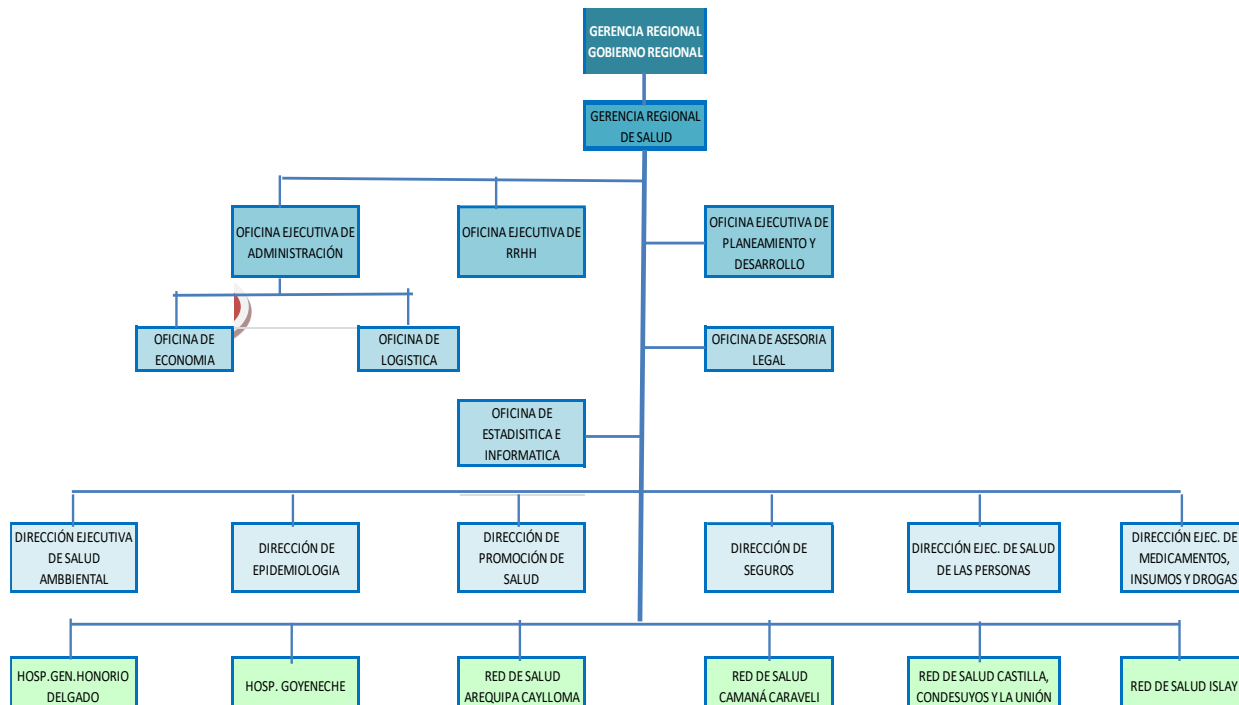 GERENCIA REGIONAL
GOBIERNO REGIONAL
GERENCIA REGIONAL
DE SALUD
OFICINA EJECUTIVA DE
ADMINISTRACIÓN
OFICINA EJECUTIVA DE
RRHH
OFICINA EJECUTIVA DE
PLANEAMIENTO Y
DESARROLLO
OFICINA DE
ECONOMIA
OFICINA DE
LOGISTICA
OFICINA DE ASESORIA
LEGAL
OFICINA DE
ESTADISITICA E
INFORMATICA
DIRECCIÓN EJECUTIVA
DE SALUD
AMBBIENTAL
DIRECCIÓN DE
EPIDEMIOLOGIA
DIRECCIÓN DE
PROMOCIÓN DE
SALUD
DIRECCIÓN DE
SEGUROS
DIRECCIÓN EJEC. DE SALUD
DE LAS PERSONAS
DIRECCIÓN EJEC. DE
MEDICAMENTOS,
INSUMOS Y DROGAS
HOSP.GEN.HONORIO
DELGADO
HOSP. GOYENECHE
RED DE SALUD
AREQUIPA CAYLLOMA
RED DE SALUD
CAMANÁ CARAVELI
RED DE SALUD CASTILLA,
CONDESUYOS Y LA UNIÓN
RED DE SALUD ISLAY